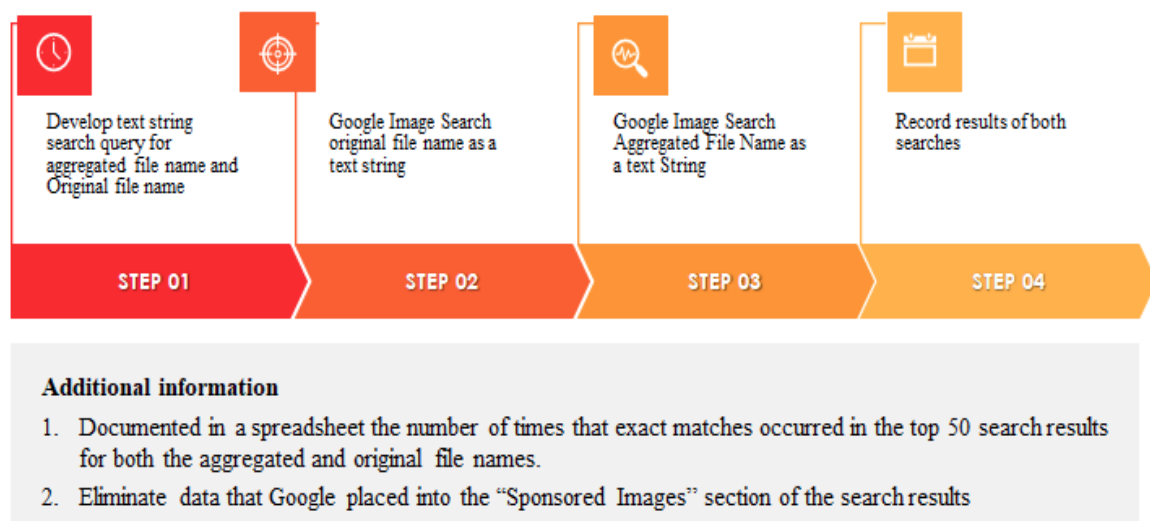 Develop text string
search query for
aggregated file name and
Original file name
Google Image Search
original file name as a
text string
Google Image Search
Aggregated File Name as
a text String
Record results of both
searches
STEP 01
STEP 02
STEP 03
STEP 04
Additional information
1. Documented in a spreadsheet the number of times that exact matches occurred in the top 50 search results
for both the aggregated and original file names.
2. Eliminate data that Google placed into the “Sponsored Images” section of the search results